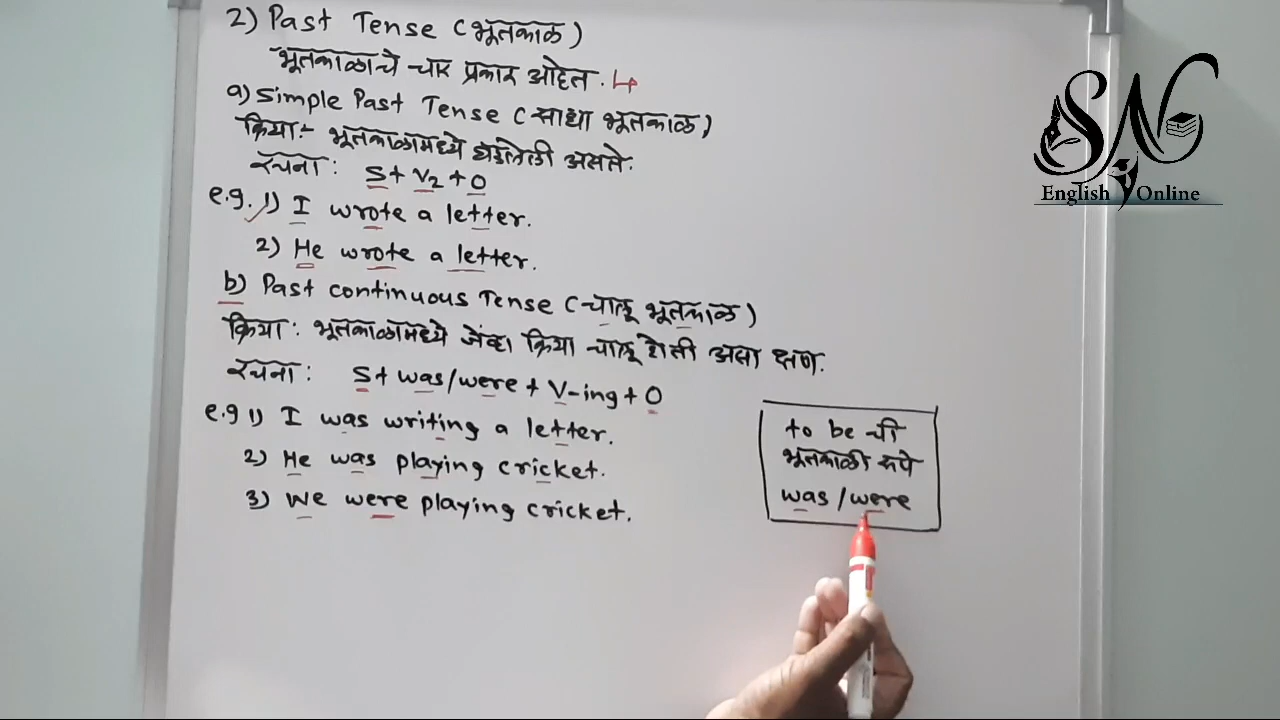 2) Past Tense (भूतकाळ)
भूतकाळाचे चार प्रकार आहेत. 4
a) Simple Past Tense (साधा भूतकाळ)
क्रिया:- भूतकाळामध्ये घडलेली असते.
रचना: S + V2 + O
e.g. 1) I wrote a letter.
2) He wrote a letter.
b) Past continuous Tense (चालू भूतकाळ)
क्रिया: भूतकाळामध्ये जेंव्हा क्रिया चालू होती असा क्षण.
रचना: S + was/were + V-ing + O
e.g 1) I was writing a letter.
2) He was playing cricket.
3) We were playing cricket.
to be ची
भूतकाळी रुपे
was/were
SNG
English Online